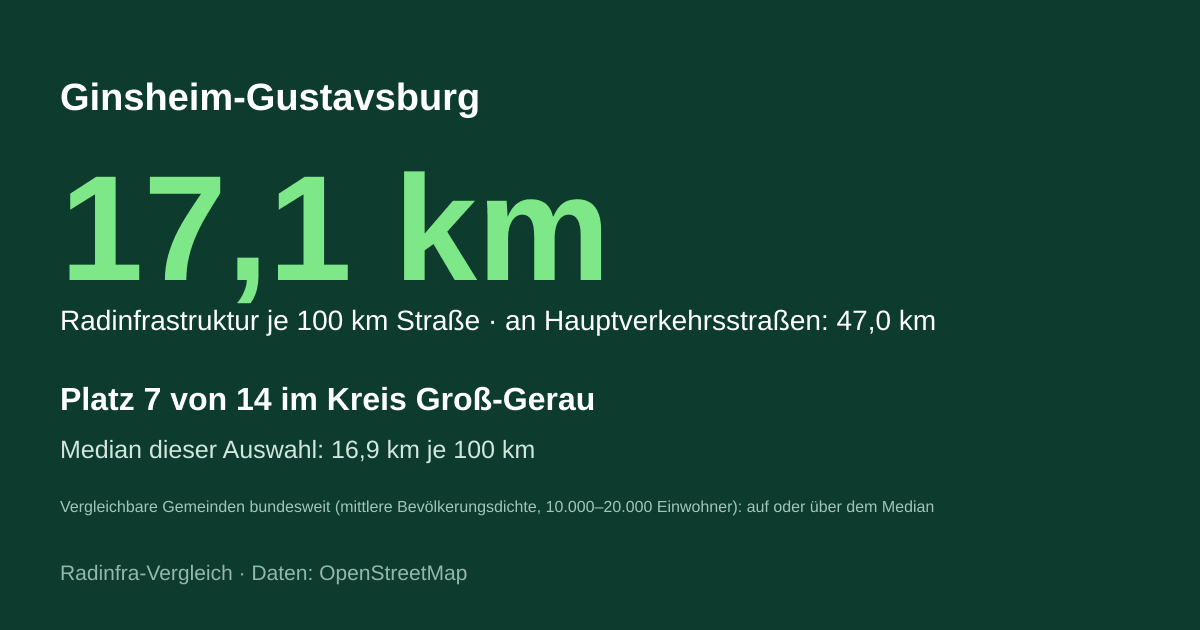 Ginsheim-Gustavsburg
17,1 km
Radinfrastruktur je 100 km Straße · an Hauptverkehrsstraßen: 47,0 km
Platz 7 von 14 im Kreis Groß-Gerau
Median dieser Auswahl: 16,9 km je 100 km
Vergleichbare Gemeinden bundesweit (mittlere Bevölkerungsdichte, 10.000–20.000 Einwohner): auf oder über dem Median
Radinfra-Vergleich · Daten: OpenStreetMap